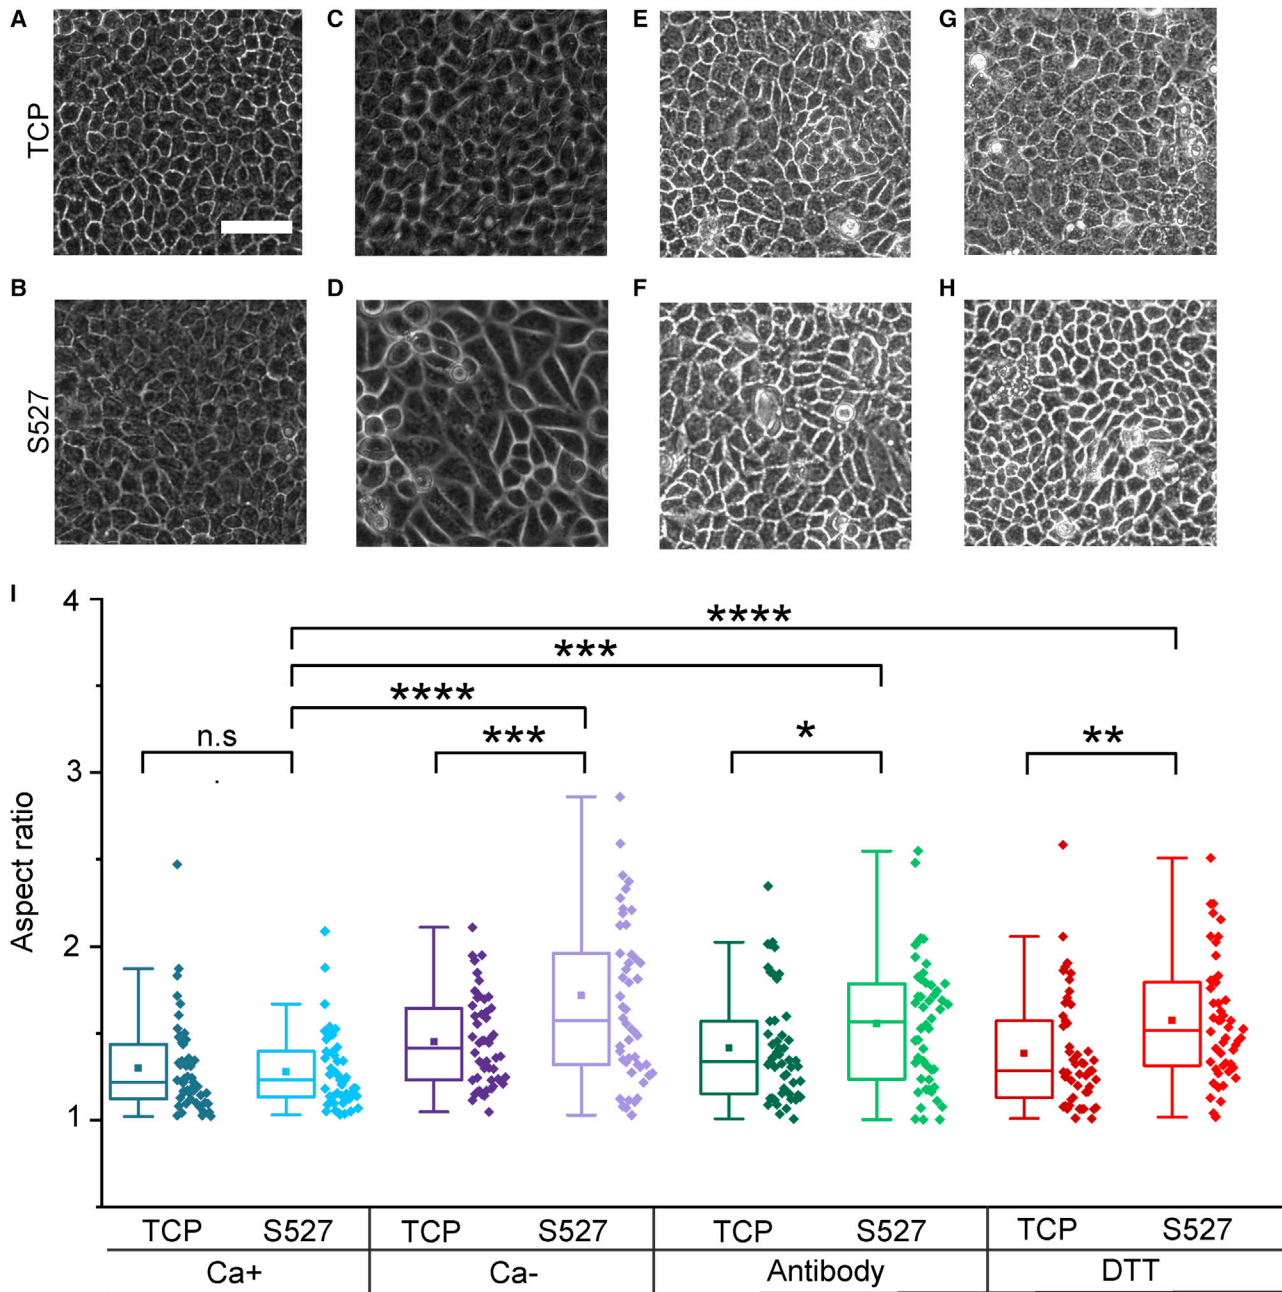 A
C
E
G
TCP
B
D
F
H
S527
I
4
3
2
1
Aspect ratio
****
***
****
n.s
***
*
**
TCP S527 TCP S527 TCP S527 TCP S527
Ca+ Ca- Antibody DTT